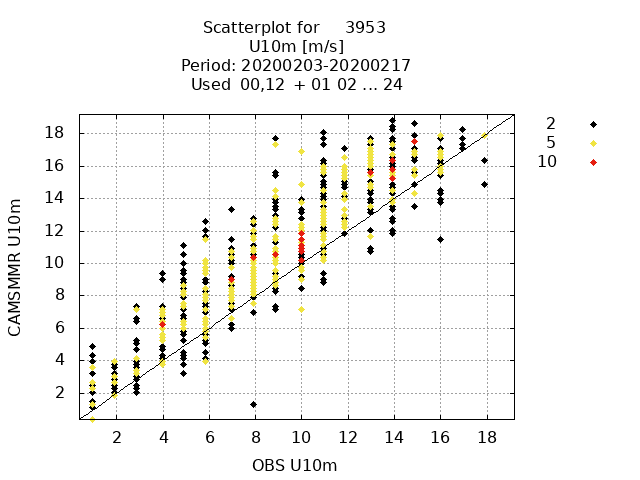 Scatterplot for 3953
U10m [m/s]
Period: 20200203-20200217
Used 00,12 + 01 02 ... 24
2
5
10
18
16
14
12
10
8
6
4
2
CAMSMMR U10m
2 4 6 8 10 12 14 16 18
OBS U10m